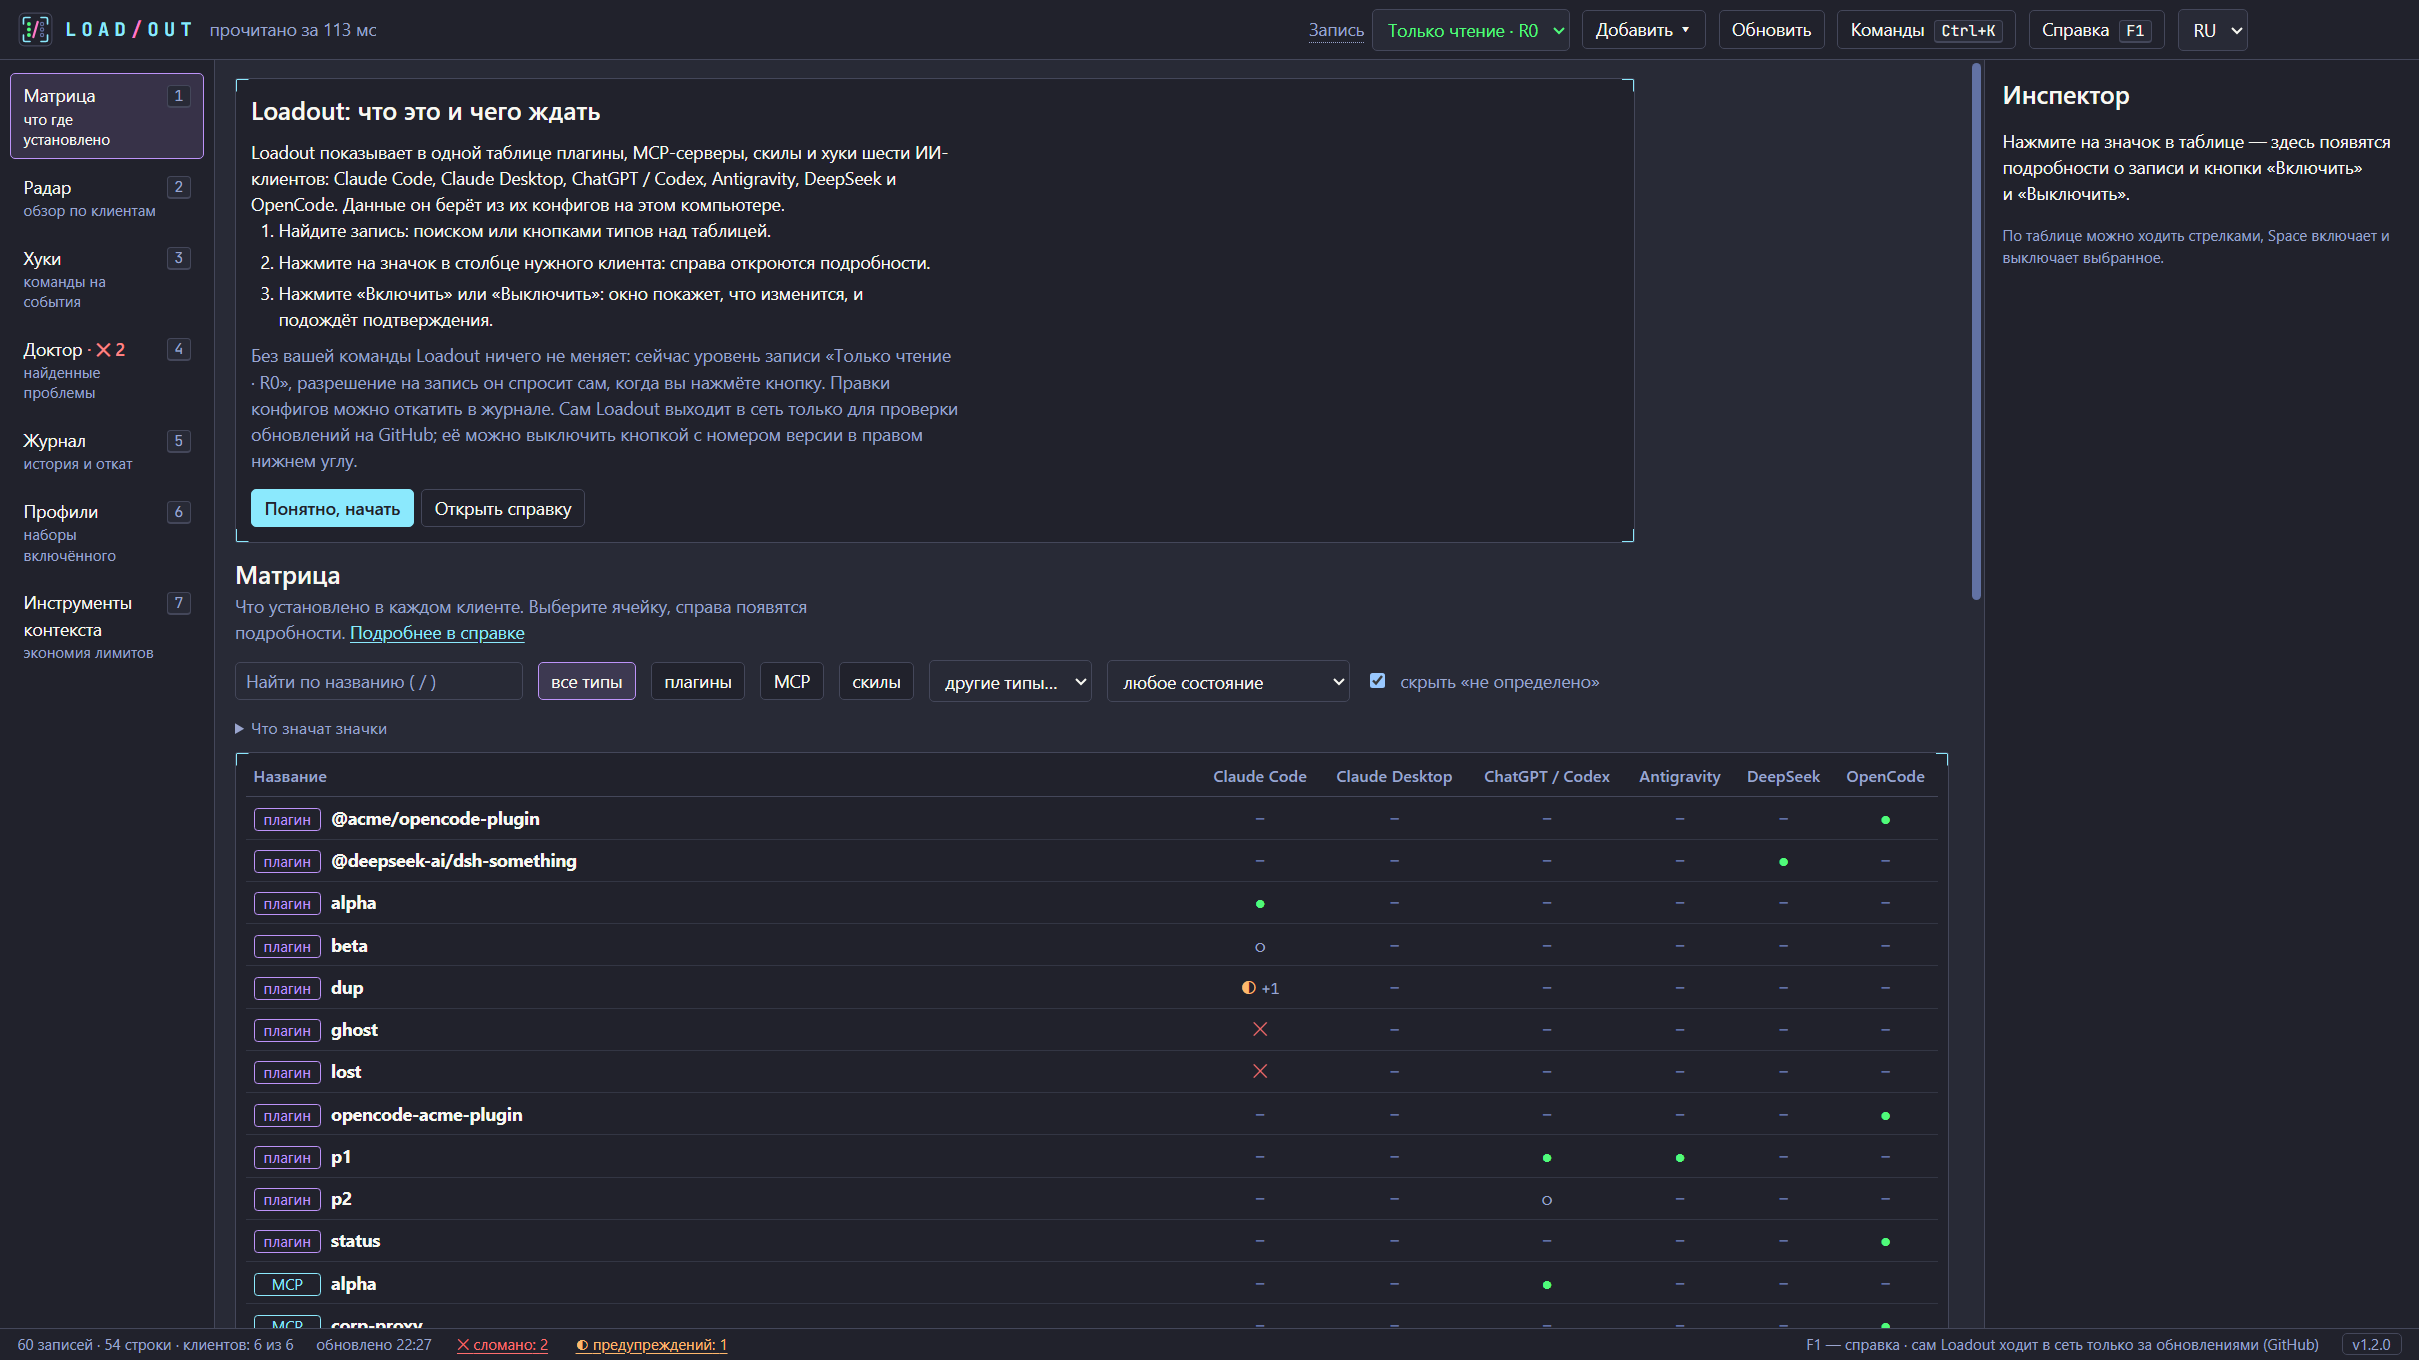 LOAD/OUT прочитано за 113 мс
Запись Только чтение · R0 Добавить Обновить Команды Ctrl+K Справка F1 RU
Матрица 1
что где
установлено
Радар 2
обзор по клиентам
Хуки 3
команды на
события
Доктор · ✕ 2 4
найденные
проблемы
Журнал 5
история и откат
Профили 6
наборы
включённого
Инструменты 7
контекста
экономия лимитов
Loadout: что это и чего ждать
Loadout показывает в одной таблице плагины, MCP-серверы, скилы и хуки шести ИИ-
клиентов: Claude Code, Claude Desktop, ChatGPT / Codex, Antigravity, DeepSeek и
OpenCode. Данные он берёт из их конфигов на этом компьютере.
1. Найдите запись: поиском или кнопками типов над таблицей.
2. Нажмите на значок в столбце нужного клиента: справа откроются подробности.
3. Нажмите «Включить» или «Выключить»: окно покажет, что изменится, и
подождёт подтверждения.
Без вашей команды Loadout ничего не меняет: сейчас уровень записи «Только чтение
· R0», разрешение на запись он спросит сам, когда вы нажмёте кнопку. Правки
конфигов можно откатить в журнале. Сам Loadout выходит в сеть только для проверки
обновлений на GitHub; её можно выключить кнопкой с номером версии в правом
нижнем углу.
Понятно, начать Открыть справку
Матрица
Что установлено в каждом клиенте. Выберите ячейку, справа появятся
подробности. Подробнее в справке
Найти по названию ( / ) все типы плагины MCP скилы другие типы... любое состояние скрыть «не определено»
Что значат значки
Название Claude Code Claude Desktop ChatGPT / Codex Antigravity DeepSeek OpenCode
плагин @acme/opencode-plugin – – – – – ●
плагин @deepseek-ai/dsh-something – – – – ● –
плагин alpha ● – – – – –
плагин beta ○ – – – – –
плагин dup ◐ +1 – – – – –
плагин ghost ✕ – – – – –
плагин lost ✕ – – – – –
плагин opencode-acme-plugin – – – – – ●
плагин p1 – – ● ● – –
плагин p2 – – ○ – – –
плагин status – – – – – ●
MCP alpha – – ● – – –
MCP corp-proxy ●
Инспектор
Нажмите на значок в таблице — здесь появятся
подробности о записи и кнопки «Включить»
и «Выключить».
По таблице можно ходить стрелками, Space включает и
выключает выбранное.
60 записей · 54 строки · клиентов: 6 из 6 обновлено 22:27 ✕ сломано: 2 ◐ предупреждений: 1 F1 — справка · сам Loadout ходит в сеть только за обновлениями (GitHub) v1.2.0